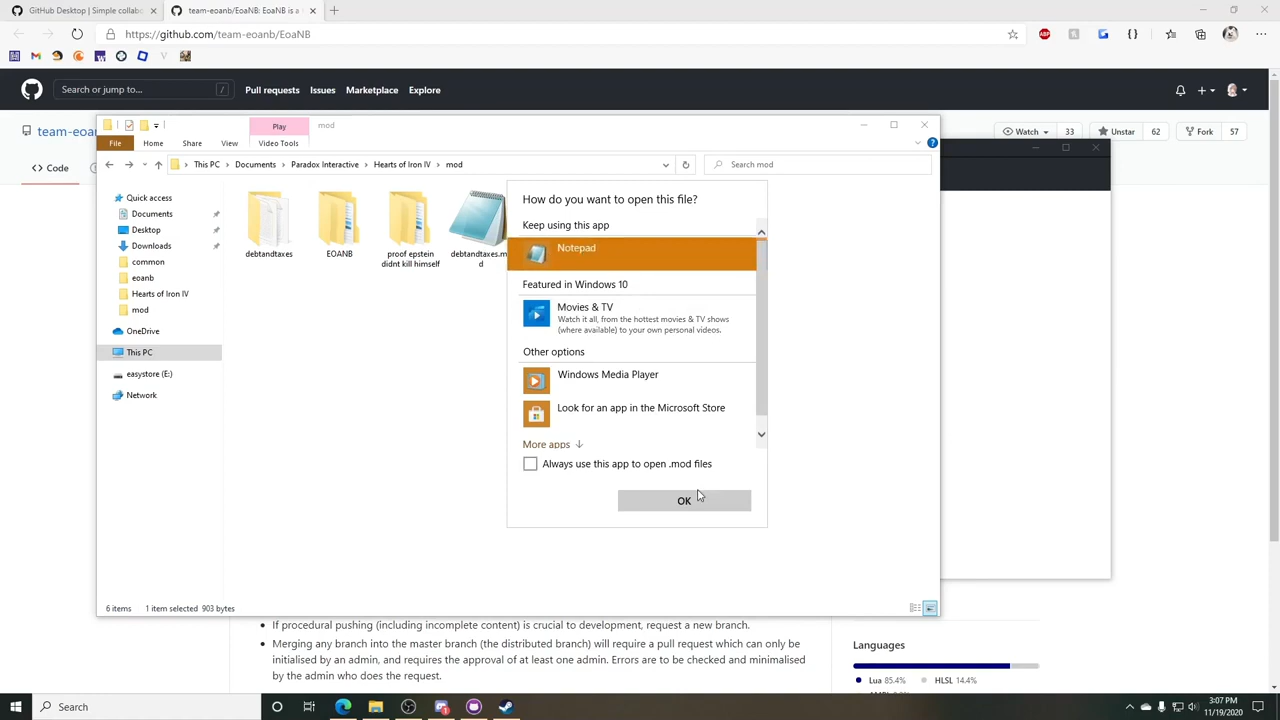 GitHub Desktop | Simple collab
team-eoanb/EoaNB: EOANB is a
https://github.com/team-eoanb/EoANB
ABP
Search or jump to...
/
Pull requests
Issues
Marketplace
Explore
team-eoa
Watch
33
Unstar
62
Fork
57
Code
Play
mod
File
Home
Share
View
Video Tools
This PC
Documents
Paradox Interactive
Hearts of Iron IV
mod
Search mod
Quick access
Documents
Desktop
Downloads
common
eoanb
Hearts of Iron IV
mod
OneDrive
This PC
easystore (E:)
Network
debtandtaxes
EOANB
proof epstein
didnt kill himself
debtandtaxes.m
d
How do you want to open this file?
Keep using this app
Notepad
Featured in Windows 10
Movies & TV
Watch it all, from the hottest movies & TV shows
(where available) to your own personal videos.
Other options
Windows Media Player
Look for an app in the Microsoft Store
More apps
Always use this app to open .mod files
OK
6 items
1 item selected
903 bytes
If procedural pushing (including incomplete content) is crucial to development, request a new branch.
Merging any branch into the master branch (the distributed branch) will require a pull request which can only be
initialised by an admin, and requires the approval of at least one admin. Errors are to be checked and minimalised
by the admin who does the request.
Languages
Lua 85.4%
HLSL 14.4%
Search
3:07 PM
11/19/2020